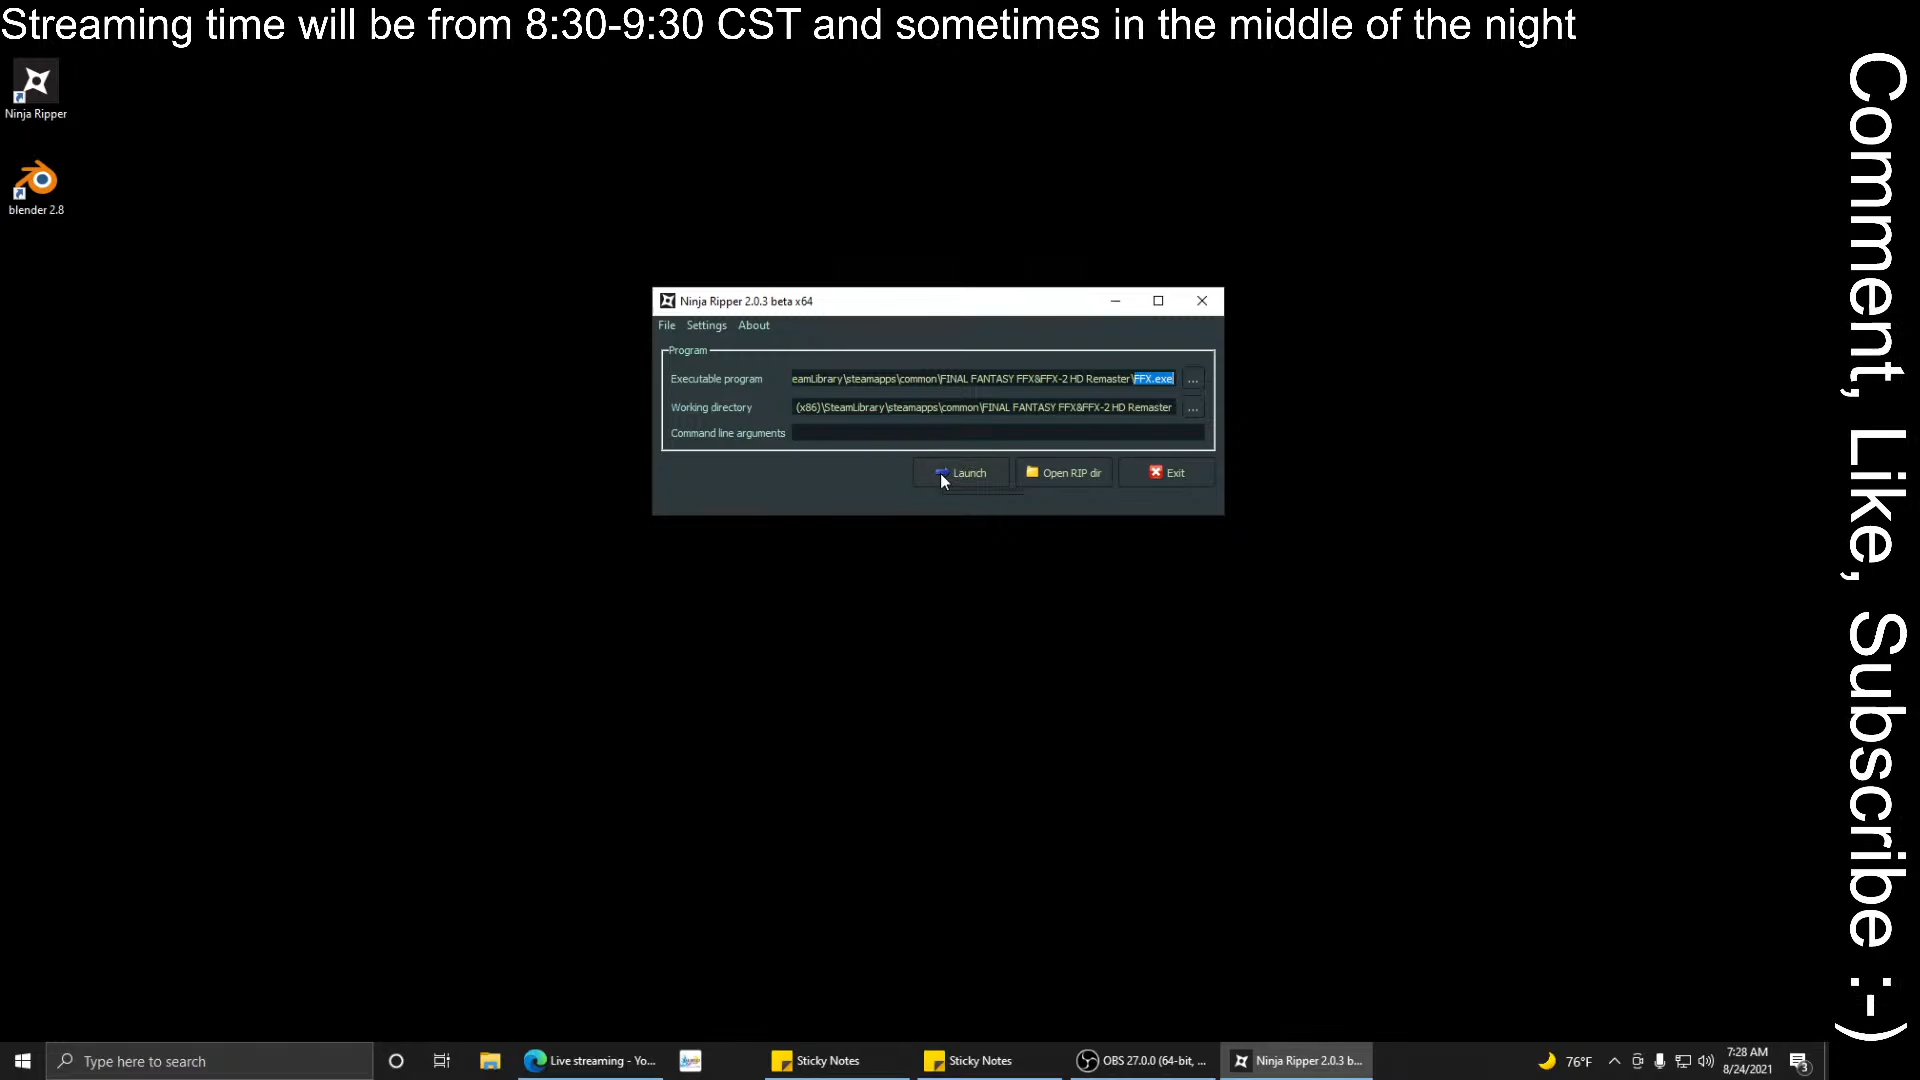 Streaming time will be from 8:30-9:30 CST and sometimes in the middle of the night
Comment, Like, Subscribe :-)
Ninja Ripper
blender 2.8
Ninja Ripper 2.0.3 beta x64
File Settings About
Program
Executable program eamLibrary\steamapps\common\FINAL FANTASY FFX&FFX-2 HD Remaster\FFX.exe ...
Working directory (x86)\SteamLibrary\steamapps\common\FINAL FANTASY FFX&FFX-2 HD Remaster ...
Command line arguments
Launch Open RIP dir Exit
Type here to search
Live streaming - Yo...
Sticky Notes
Sticky Notes
OBS 27.0.0 (64-bit, ...
Ninja Ripper 2.0.3 b...
76°F
7:28 AM
8/24/2021
3